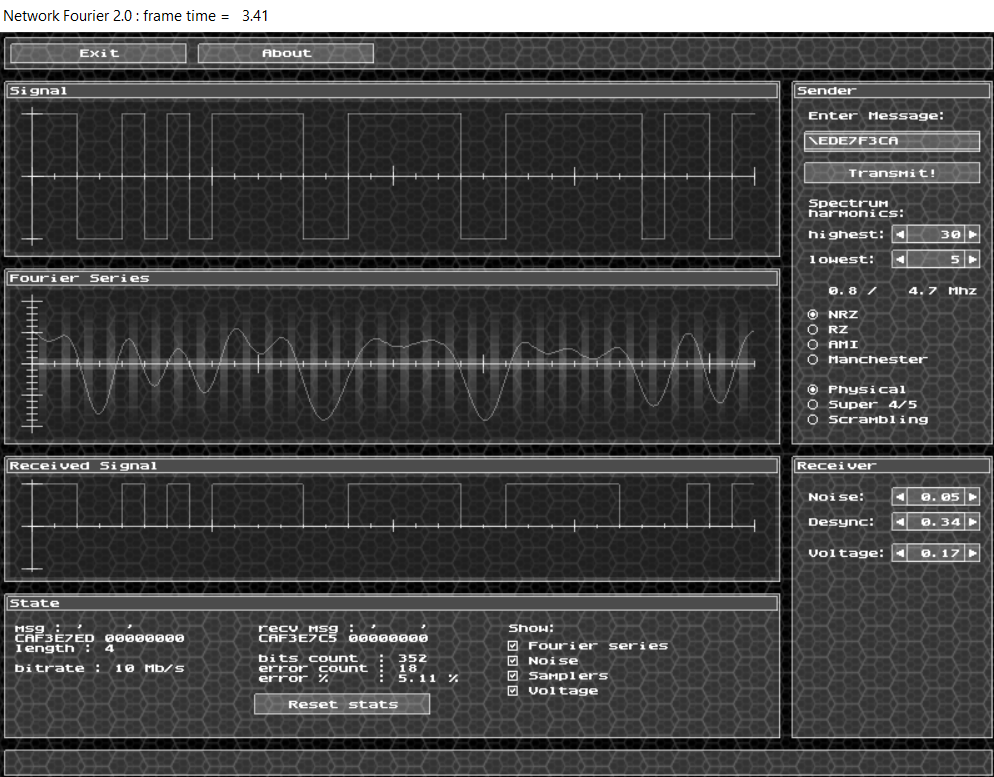 Network Fourier 2.0 : frame time =   3.41
Exit
About
Signal
Sender
Enter Message:
\EDE7F3CA
Transmit!
Spectrum
harmonics:
highest: 30
lowest: 5
0.8 /   4.7 Mhz
NRZ
RZ
AMI
Manchester
Physical
Super 4/5
Scrambling
Fourier Series
Received Signal
Receiver
Noise: 0.05
Desync: 0.34
Voltage: 0.17
State
msg : '     '
CAF3E7ED 00000000
length : 4
bitrate : 10 Mb/s
recv msg : '     '
CAF3E7C5 00000000
bits count  : 352
error count : 18
error %     : 5.11 %
Reset stats
Show:
Fourier series
Noise
Samplers
Voltage